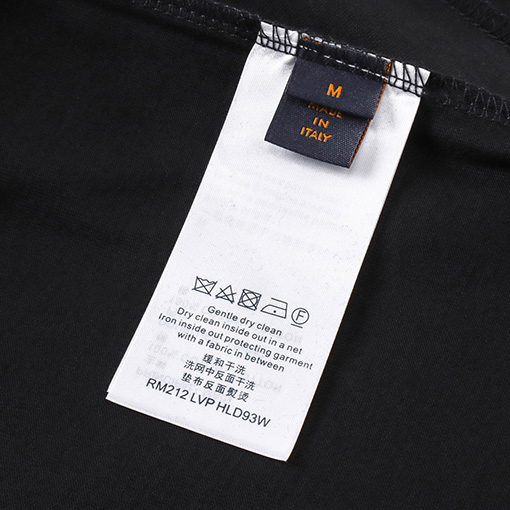 M
MADE
IN
ITALY
Gentle dry clean
Dry clean inside out in a net
Iron inside out protecting garment
with a fabric in between
缓和干洗
洗网中反面干洗
垫布反面熨烫
RM212 LVP HLD93W